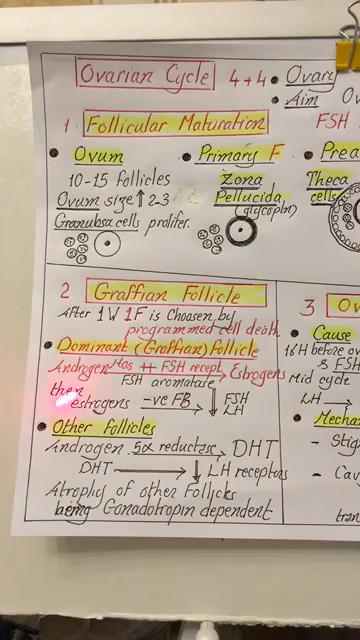 Ovarian Cycle 4+4 • Ovary
• Aim
1 Follicular Maturation FSH
• Ovum • Primary F • Prea
10-15 follicles Zona Theca
Ovum size ↑ 2-3 Pellucida cells
Granulosa cells prolifer. (glycoptn)
2 Graffian Follicle
After 1W 1F is Choosen by
programmed cell death
• Dominant (Graffian) follicle
Androgen Has ++ FSH recept Estrogens
FSH aromatase
then
estrogens -ve FB ↓ FSH
LH
• Other follicles
Androgen 5α reductase DHT
DHT → ↓ LH receptors
Atrophy of other Follicks
being Gonadotropin dependent
3 Ov
• Cause
16H before ov
& FSH
Mid cycle
LH →
• Mechan
- Stig
- Cav
tran